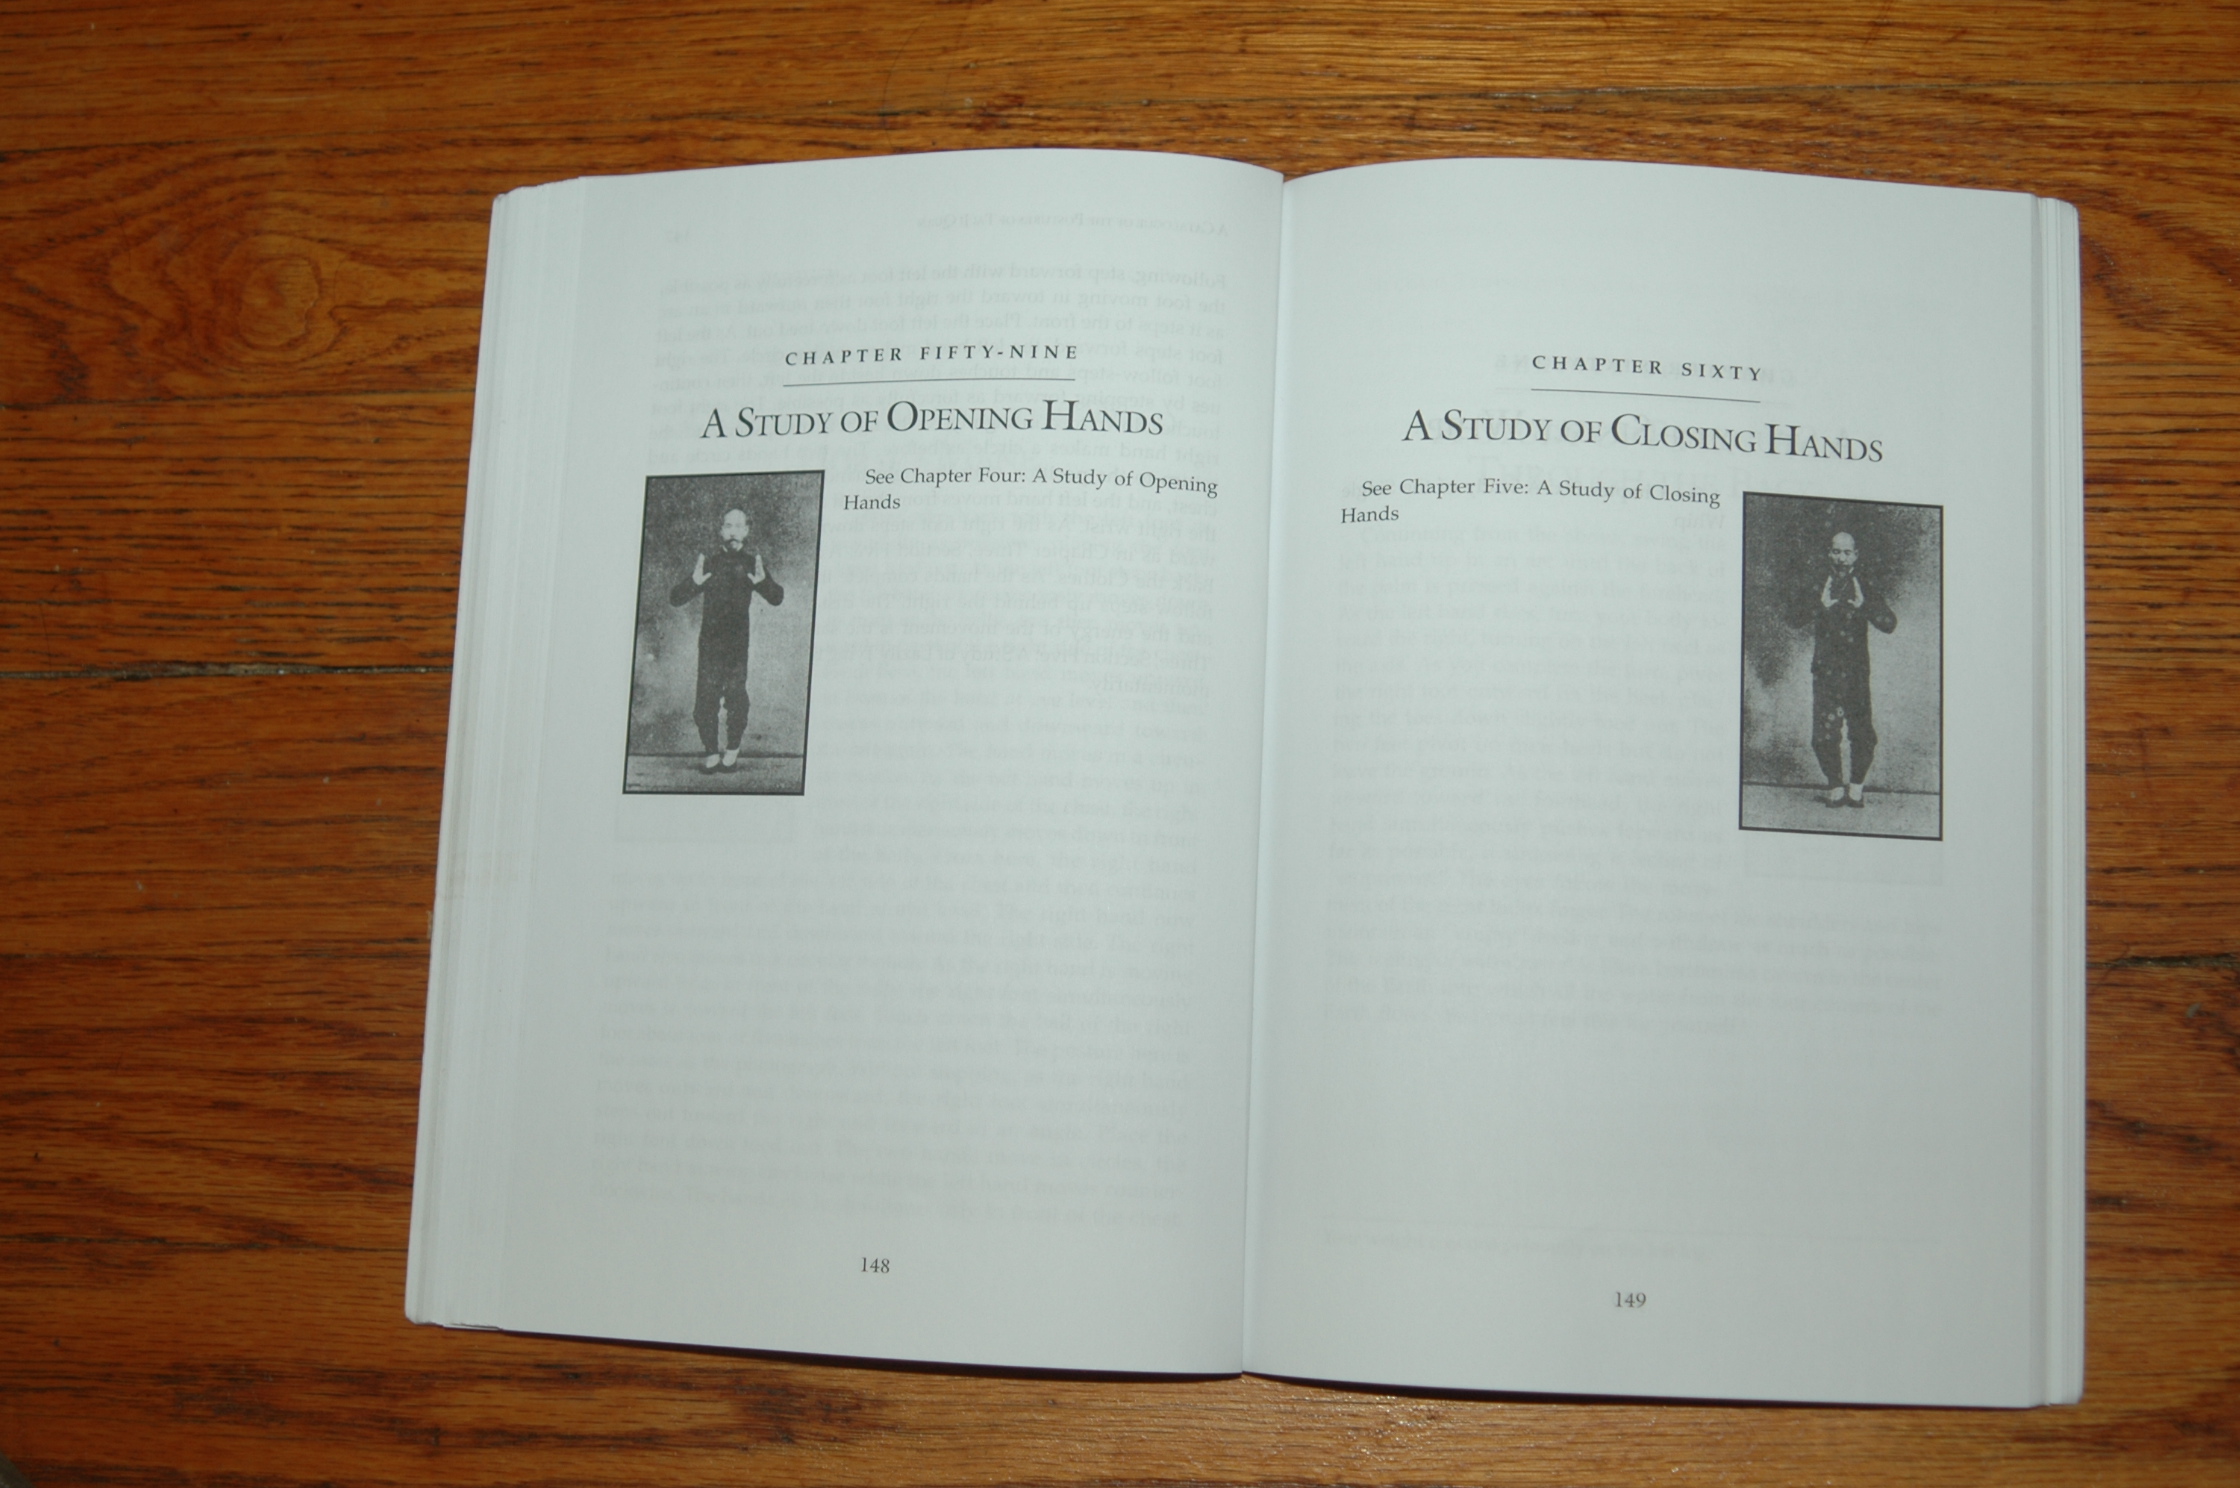 CHAPTER FIFTY-NINE
A STUDY OF OPENING HANDS
See Chapter Four: A Study of Opening
Hands
148
CHAPTER SIXTY
A STUDY OF CLOSING HANDS
See Chapter Five: A Study of Closing
Hands
149